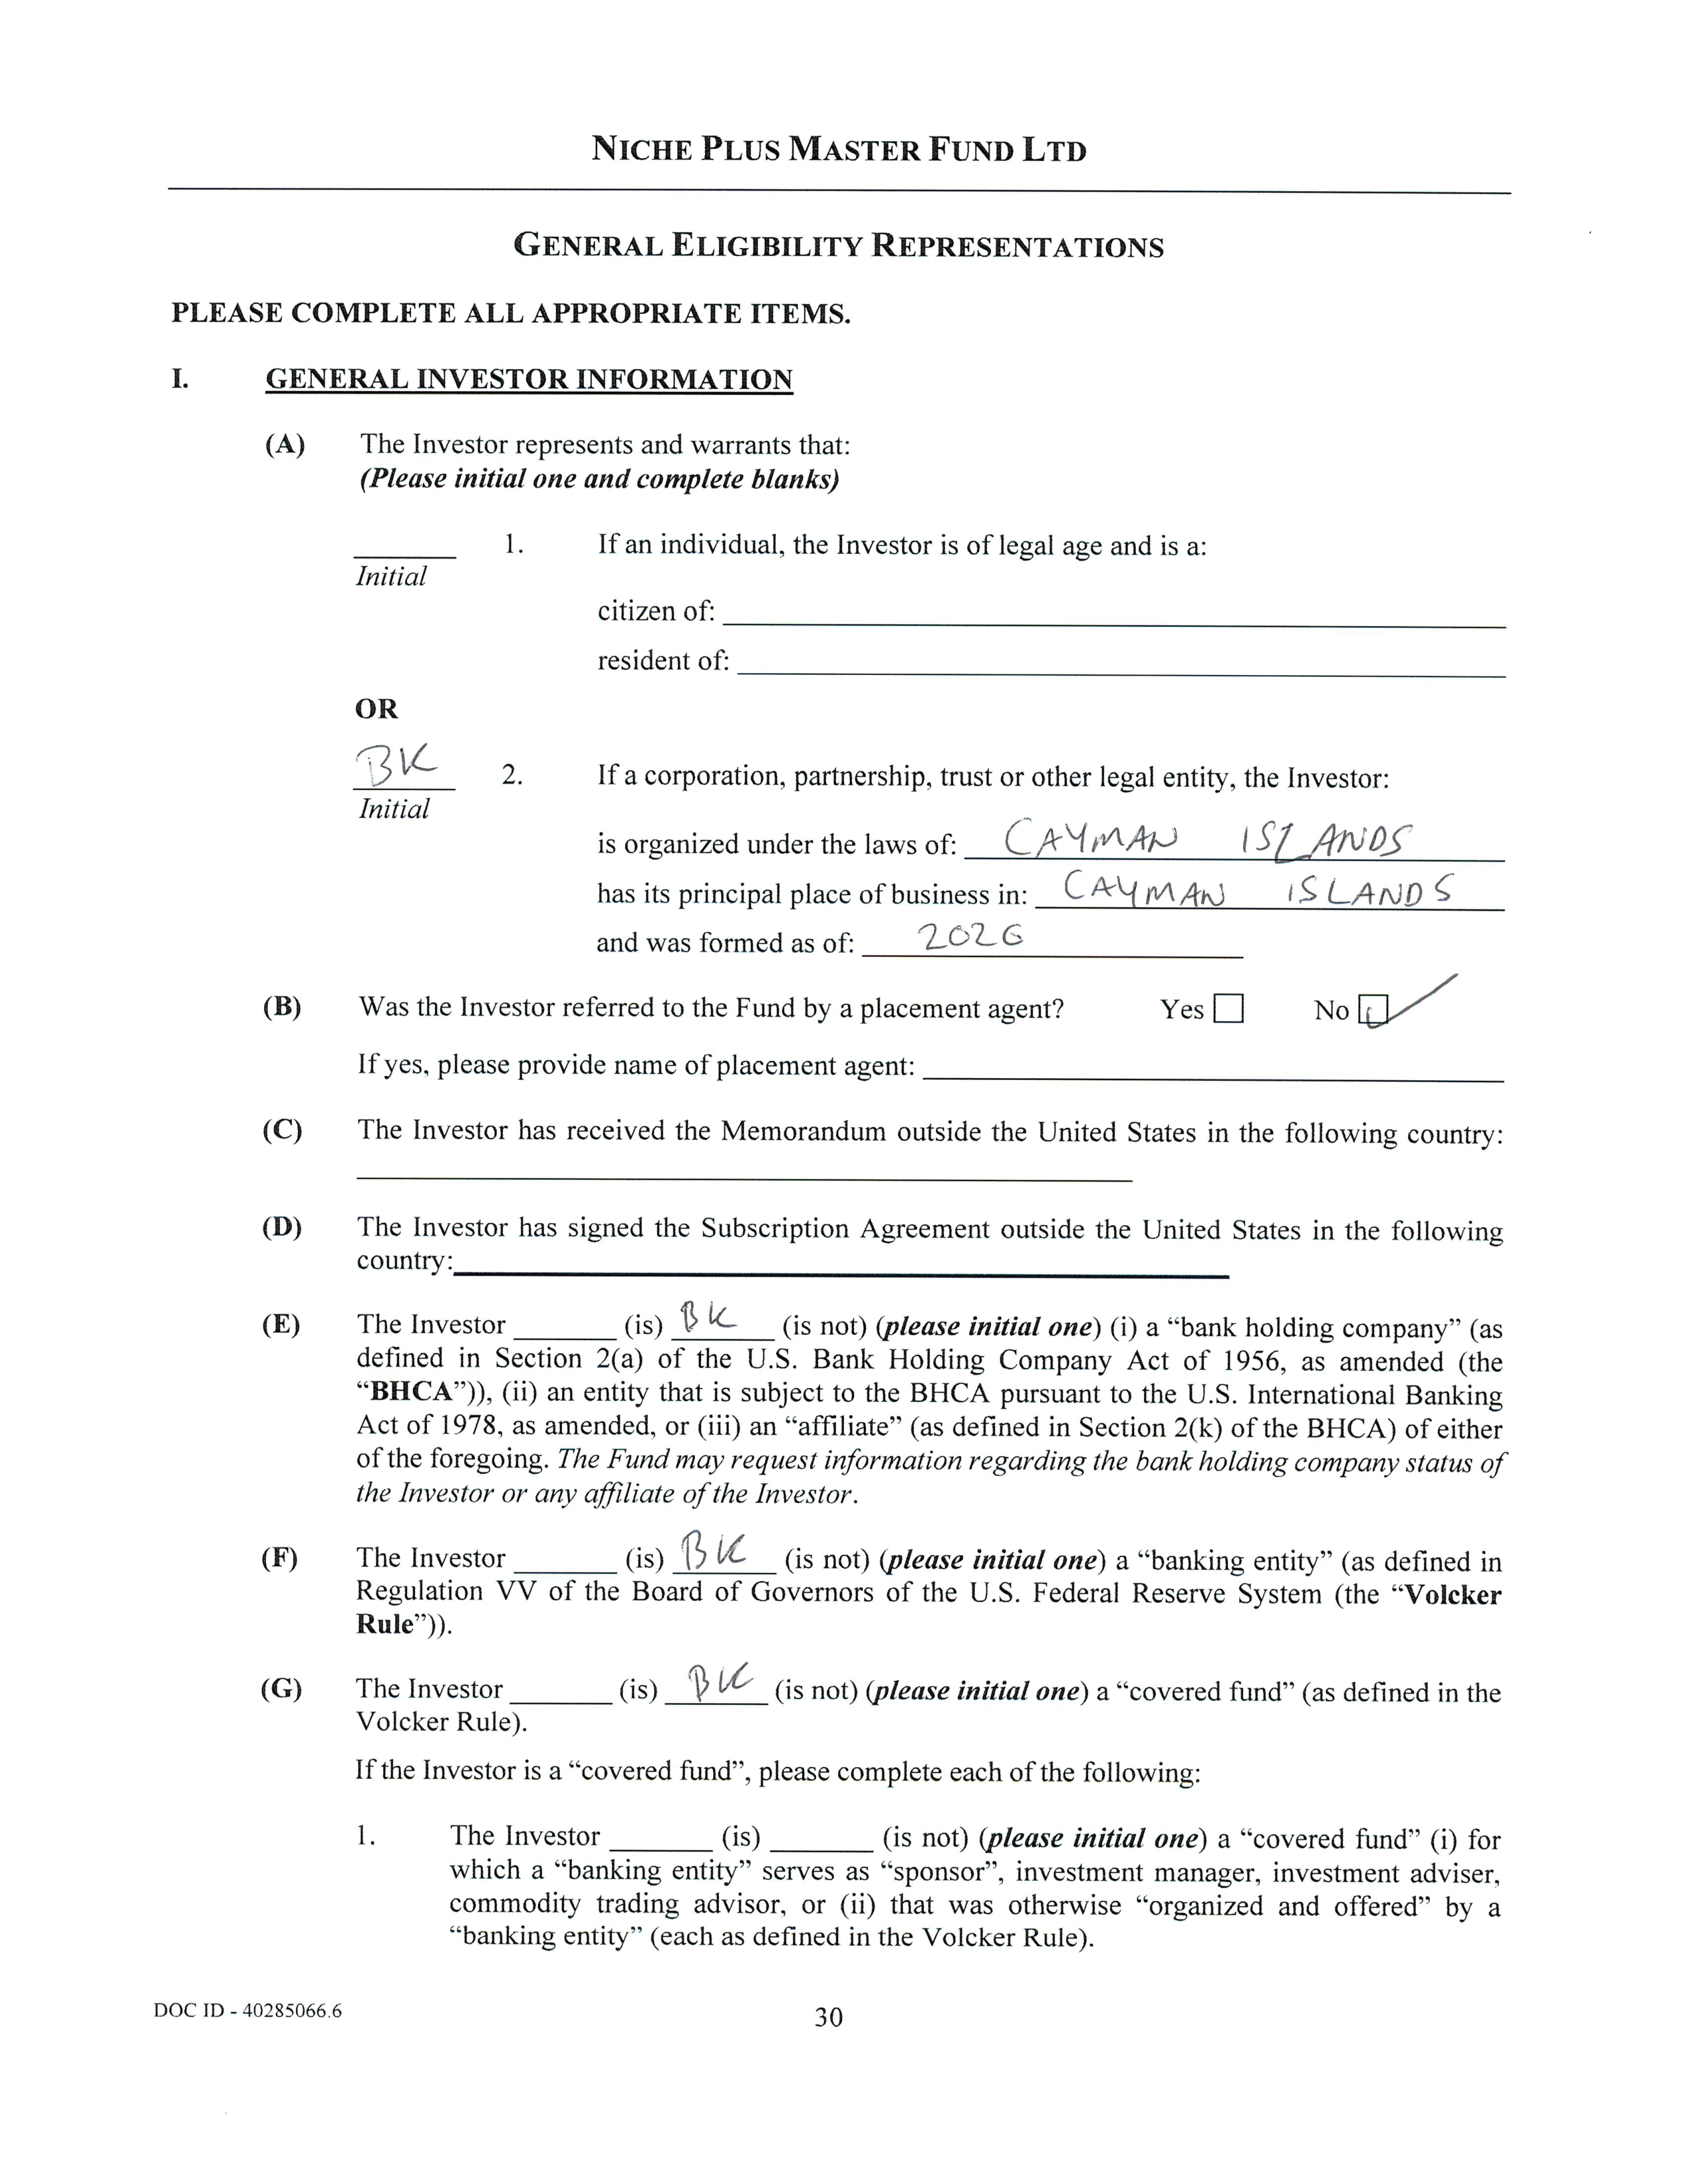 NICHE PLUS MASTER FUND LTD
GENERAL ELIGIBILITY REPRESENTATIONS
PLEASE COMPLETE ALL APPROPRIATE ITEMS.
I. GENERAL INVESTOR INFORMATION
(A) The Investor represents and warrants that:
(Please initial one and complete blanks)
______ 1. If an individual, the Investor is of legal age and is a:
Initial
citizen of: ______
resident of: ______
OR
BK 2. If a corporation, partnership, trust or other legal entity, the Investor:
Initial
is organized under the laws of: CAYMAN ISLANDS
has its principal place of business in: CAYMAN ISLANDS
and was formed as of: 2026
(B) Was the Investor referred to the Fund by a placement agent? Yes ☐ No ☑
If yes, please provide name of placement agent: ______
(C) The Investor has received the Memorandum outside the United States in the following country:
______
(D) The Investor has signed the Subscription Agreement outside the United States in the following
country:______
(E) The Investor ______ (is) BK (is not) (please initial one) (i) a “bank holding company” (as
defined in Section 2(a) of the U.S. Bank Holding Company Act of 1956, as amended (the
“BHCA”)), (ii) an entity that is subject to the BHCA pursuant to the U.S. International Banking
Act of 1978, as amended, or (iii) an “affiliate” (as defined in Section 2(k) of the BHCA) of either
of the foregoing. The Fund may request information regarding the bank holding company status of
the Investor or any affiliate of the Investor.
(F) The Investor ______ (is) BK (is not) (please initial one) a “banking entity” (as defined in
Regulation VV of the Board of Governors of the U.S. Federal Reserve System (the “Volcker
Rule”)).
(G) The Investor ______ (is) BK (is not) (please initial one) a “covered fund” (as defined in the
Volcker Rule).
If the Investor is a “covered fund”, please complete each of the following:
1. The Investor ______ (is) ______ (is not) (please initial one) a “covered fund” (i) for
which a “banking entity” serves as “sponsor”, investment manager, investment adviser,
commodity trading advisor, or (ii) that was otherwise “organized and offered” by a
“banking entity” (each as defined in the Volcker Rule).
DOC ID - 40285066.6
30